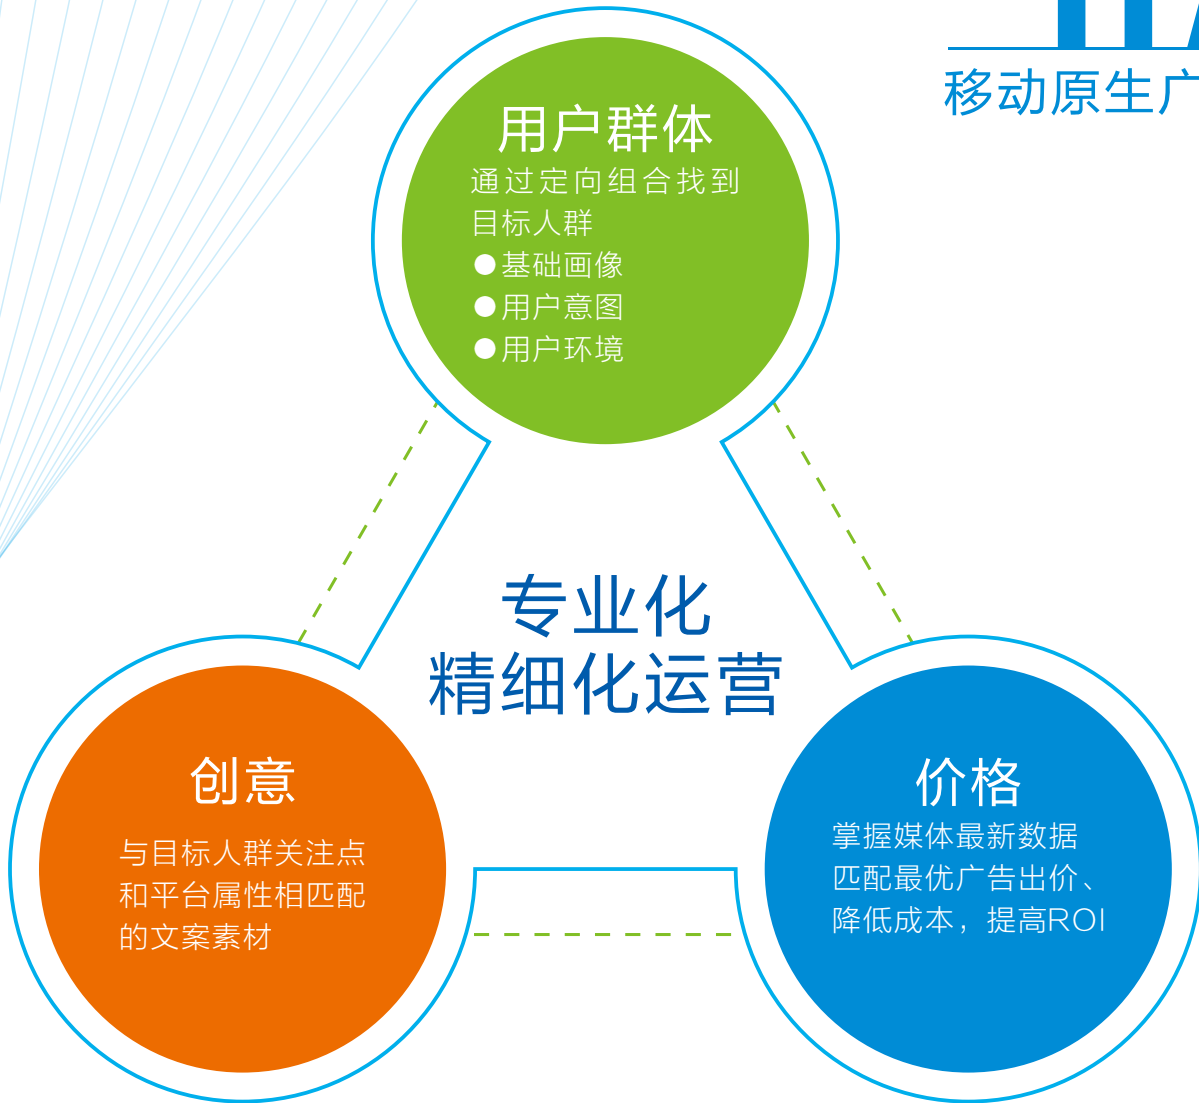 移动原生广
用户群体
通过定向组合找到
目标人群
●基础画像
●用户意图
●用户环境
专业化
精细化运营
创意
与目标人群关注点
和平台属性相匹配
的文案素材
价格
掌握媒体最新数据
匹配最优广告出价、
降低成本，提高ROI